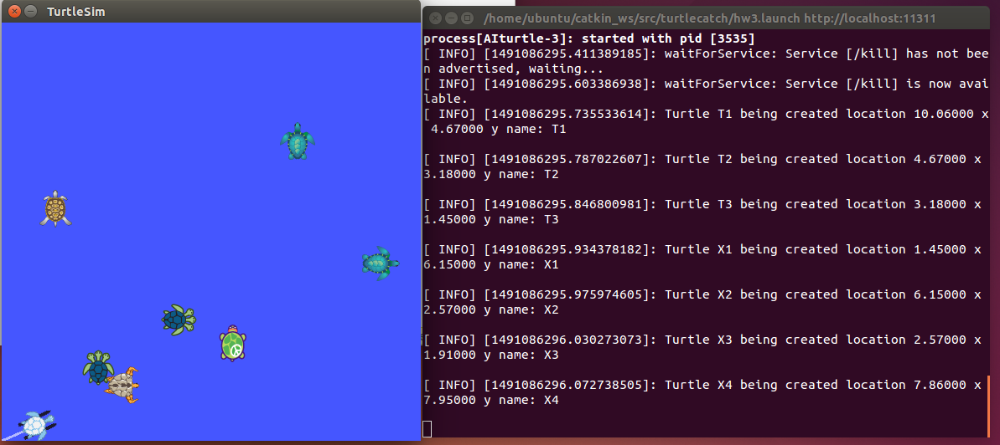 TurtleSim
/home/ubuntu/catkin_ws/src/turtlecatch/hw3.launch http://localhost:11311
process[AIturtle-3]: started with pid [3535]
[ INFO] [1491086295.411389185]: waitForService: Service [/kill] has not bee
n advertised, waiting...
[ INFO] [1491086295.603386938]: waitForService: Service [/kill] is now avai
lable.
[ INFO] [1491086295.735533614]: Turtle T1 being created location 10.06000 x
4.67000 y name: T1
[ INFO] [1491086295.787022607]: Turtle T2 being created location 4.67000 x
3.18000 y name: T2
[ INFO] [1491086295.846800981]: Turtle T3 being created location 3.18000 x
1.45000 y name: T3
[ INFO] [1491086295.934378182]: Turtle X1 being created location 1.45000 x
6.15000 y name: X1
[ INFO] [1491086295.975974605]: Turtle X2 being created location 6.15000 x
2.57000 y name: X2
[ INFO] [1491086296.030273073]: Turtle X3 being created location 2.57000 x
1.91000 y name: X3
[ INFO] [1491086296.072738505]: Turtle X4 being created location 7.86000 x
7.95000 y name: X4